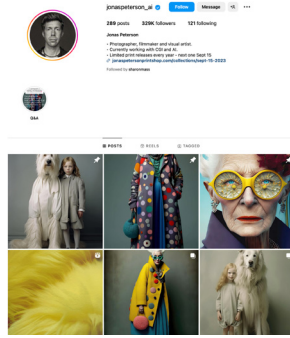 jonaspeterson_ai Follow Message
289 posts 329K followers 121 following
Jonas Peterson
- Photographer, filmmaker and visual artist.
- Currently working with CGI and AI.
- Limited print releases every year - next one Sept 15
jonaspetersonprintshop.com/collections/sept-15-2023
Followed by
Q&A
POSTS REELS TAGGED